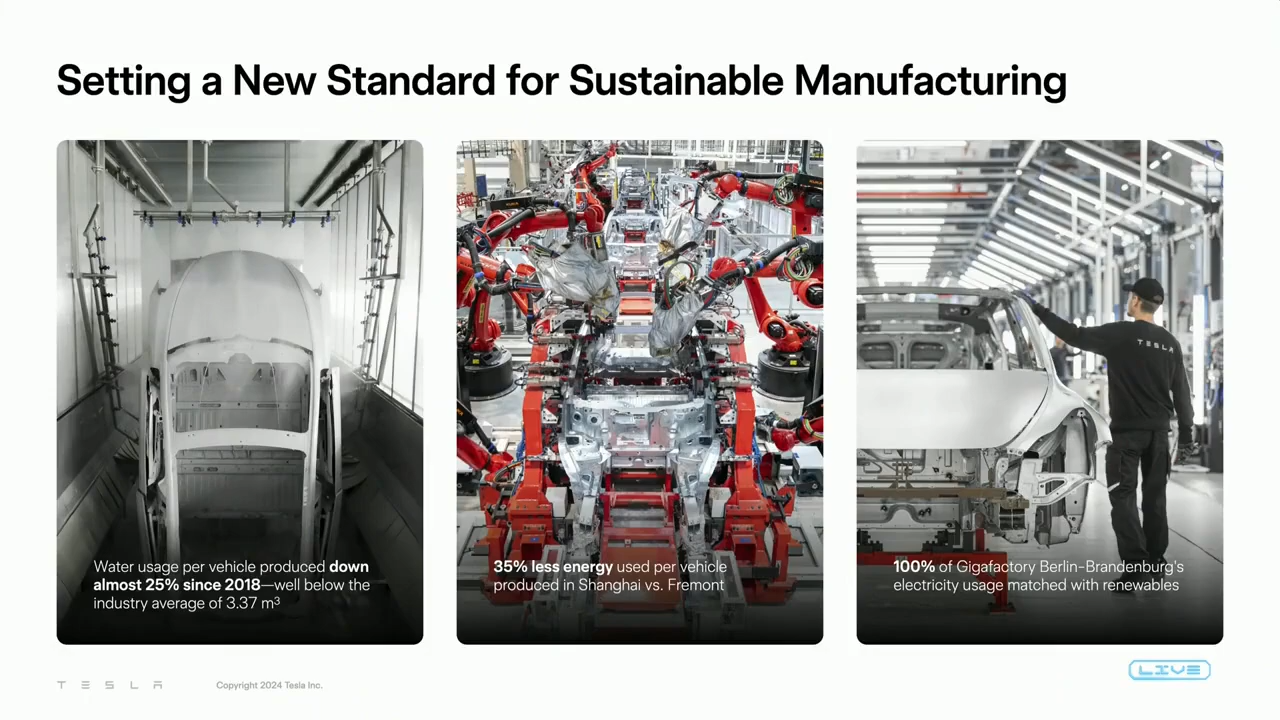 Setting a New Standard for Sustainable Manufacturing
Water usage per vehicle produced down
almost 25% since 2018—well below the
industry average of 3.37 m³
35% less energy used per vehicle
produced in Shanghai vs. Fremont
TESLA
100% of Gigafactory Berlin-Brandenburg's
electricity usage matched with renewables
TESLA
Copyright 2024 Tesla Inc.
LIVE